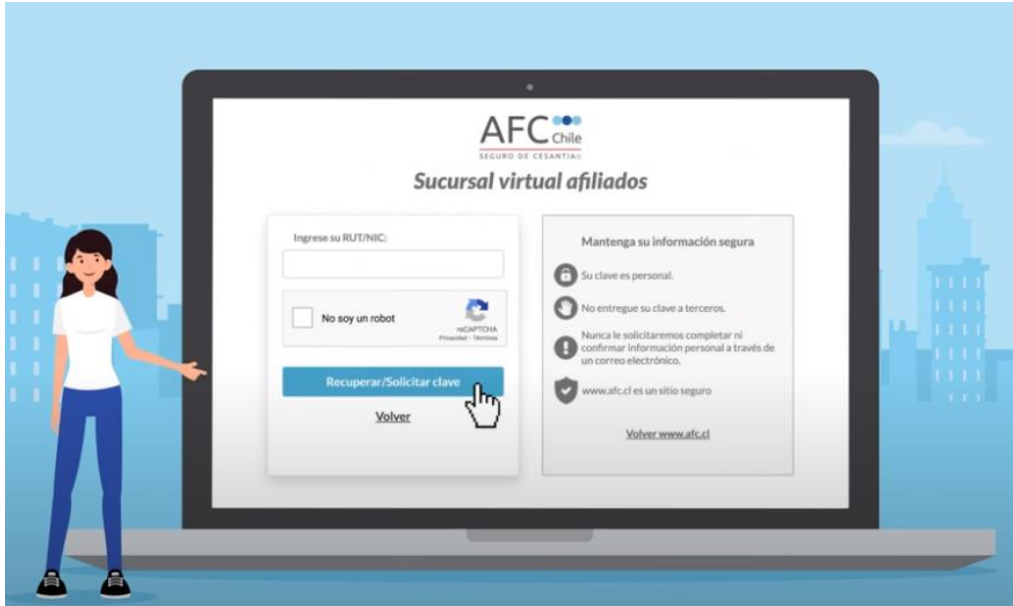 AFC Chile
SEGURO DE CESANTIA
Sucursal virtual afiliados
Ingrese su RUT/NIC:
No soy un robot
reCAPTCHA
Privacidad - Términos
Recuperar/Solicitar clave
Volver
Mantenga su información segura
Su clave es personal.
No entregue su clave a terceros.
Nunca le solicitaremos completar ni
confirmar información personal a través de
un correo electrónico.
www.afc.cl es un sitio seguro
Volver www.afc.cl